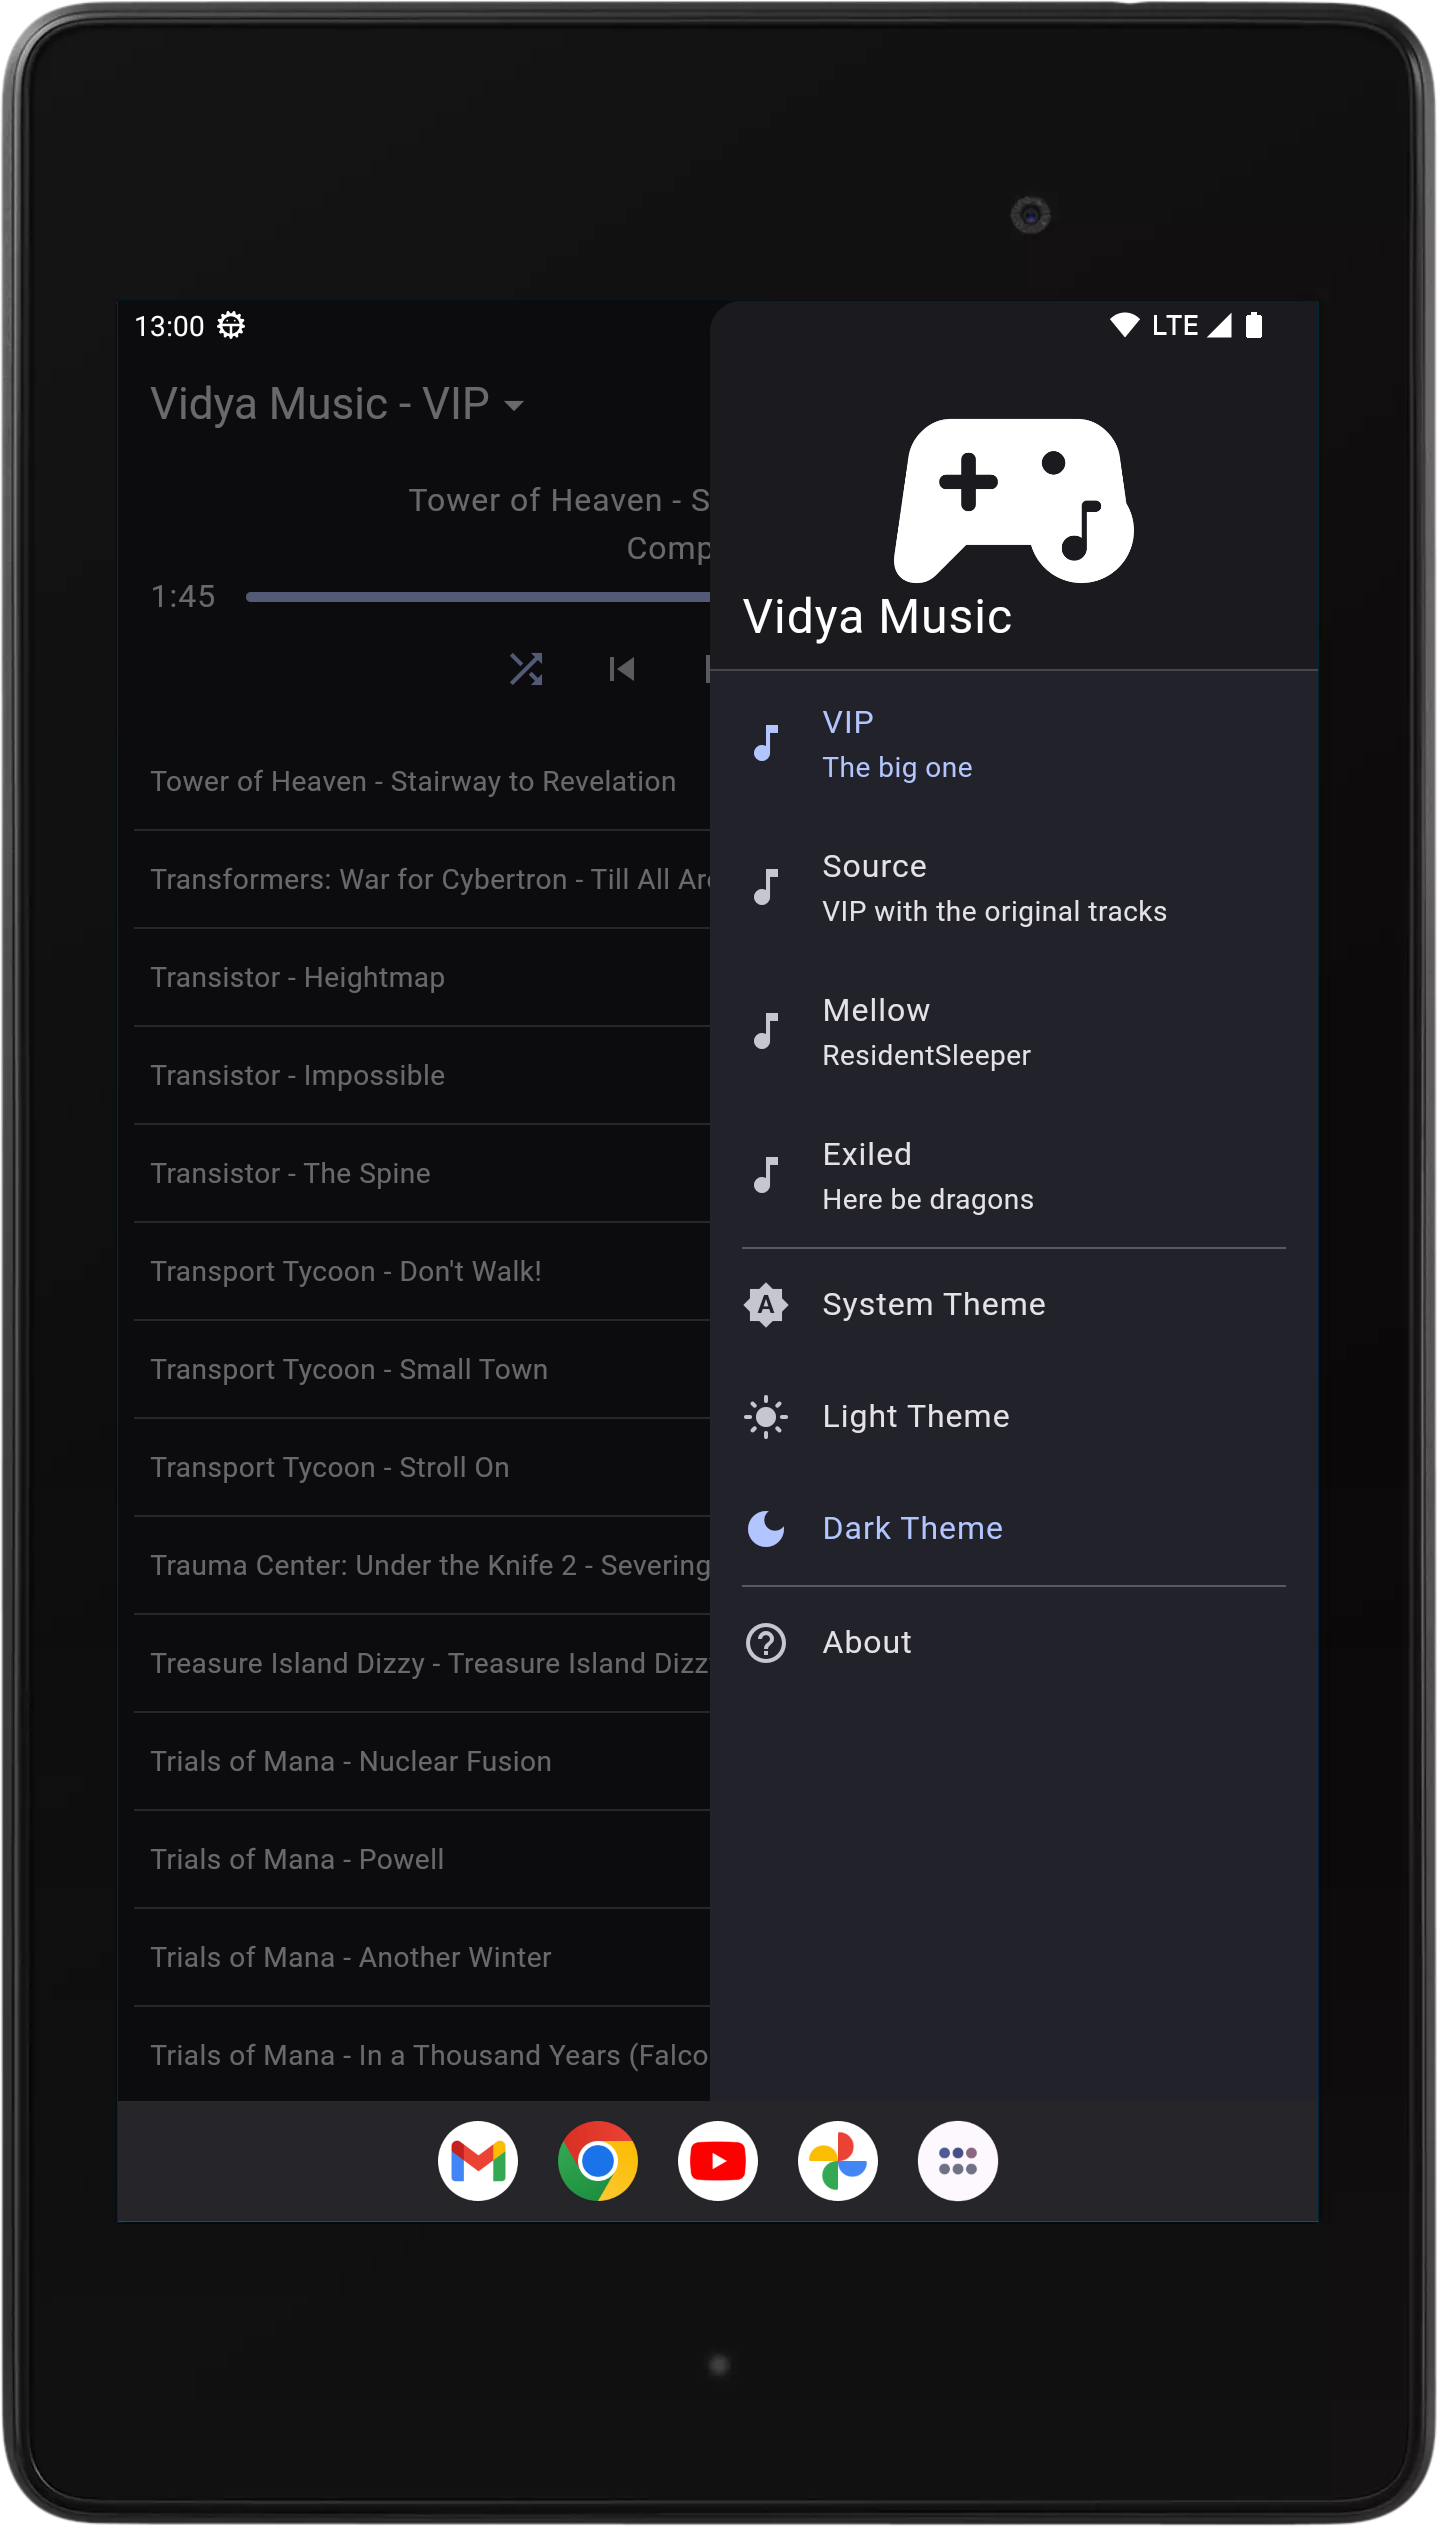 13:00
LTE
Vidya Music - VIP
Tower of Heaven - S
Comp
1:45
Tower of Heaven - Stairway to Revelation
Transformers: War for Cybertron - Till All Are
Transistor - Heightmap
Transistor - Impossible
Transistor - The Spine
Transport Tycoon - Don't Walk!
Transport Tycoon - Small Town
Transport Tycoon - Stroll On
Trauma Center: Under the Knife 2 - Severing
Treasure Island Dizzy - Treasure Island Dizz
Trials of Mana - Nuclear Fusion
Trials of Mana - Powell
Trials of Mana - Another Winter
Trials of Mana - In a Thousand Years (Falco
Vidya Music
VIP
The big one
Source
VIP with the original tracks
Mellow
ResidentSleeper
Exiled
Here be dragons
A System Theme
Light Theme
Dark Theme
? About